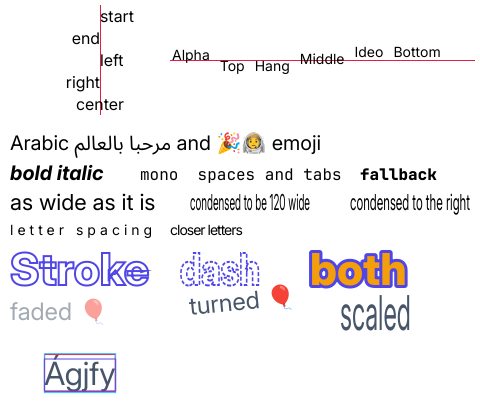 start
end
left
right
center
Alpha Top Hang Middle Ideo Bottom
Arabic مرحبا بالعالم and 🎉👩‍🚀 emoji
bold italic mono  spaces and tabs fallback
as wide as it is condensed to be 120 wide condensed to the right
letter spacing closer letters
Stroke dash both
faded 🎈 turned 🎈 scaled
Ágjfy